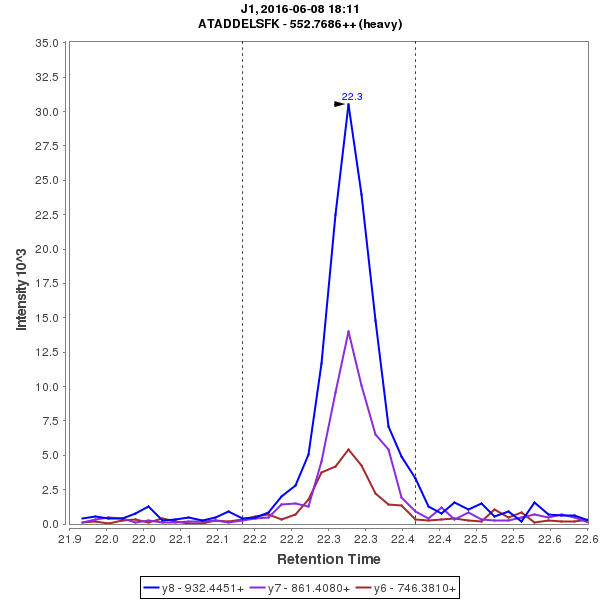 J1, 2016-06-08 18:11
ATADDELSFK - 552.7686++ (heavy)
35.0
32.5
30.0
27.5
25.0
22.5
20.0
17.5
15.0
12.5
10.0
7.5
5.0
2.5
0.0
Intensity 10^3
22.3
21.9 22.0 22.0 22.1 22.1 22.2 22.2 22.3 22.3 22.4 22.4 22.5 22.5 22.6 22.6
Retention Time
y8 - 932.4451+ y7 - 861.4080+ y6 - 746.3810+